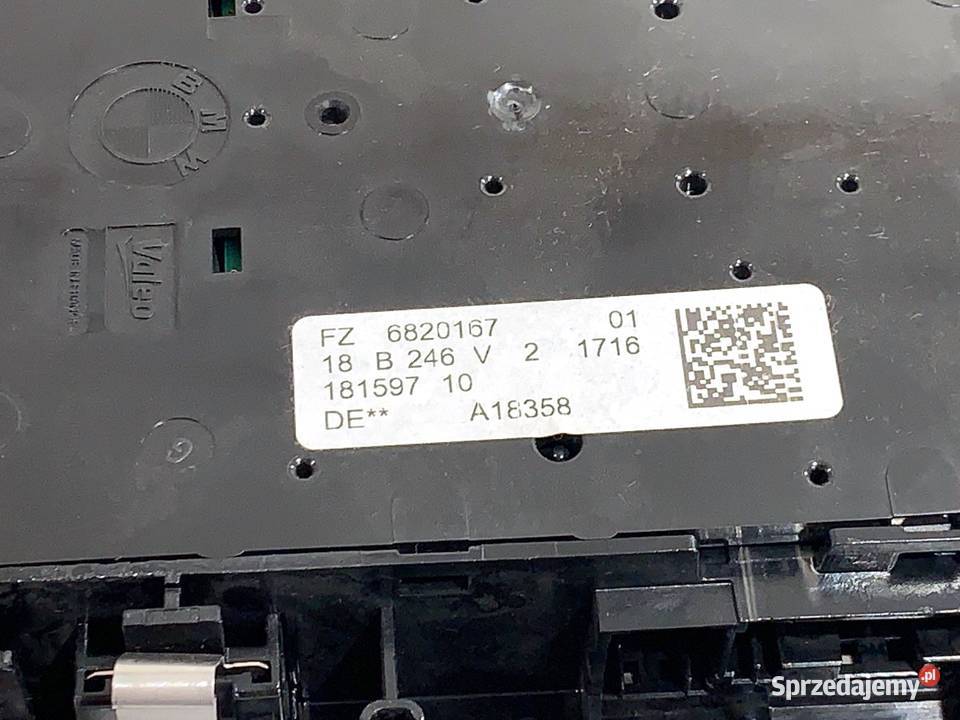 BMW
Valeo
FZ 6820167 01
18 B 246 V 2 1716
181597 10
DE** A18358
Sprzedajemy.pl